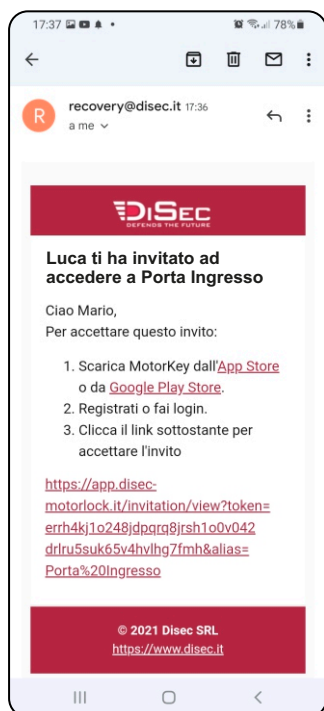 17:37 78%
recovery@disec.it 17:36
R
a me
DiSEC
DEFENDS THE FUTURE
Luca ti ha invitato ad
accedere a Porta Ingresso
Ciao Mario,
Per accettare questo invito:
1. Scarica MotorKey dall'App Store
o da Google Play Store.
2. Registrati o fai login.
3. Clicca il link sottostante per
accettare l'invito
https://app.disec-
motorlock.it/invitation/view?token=
errh4kj1o248jdpqrq8jrsh1o0v042
drlru5suk65v4hvlhg7fmh&alias=
Porta%20Ingresso
© 2021 Disec SRL
https://www.disec.it